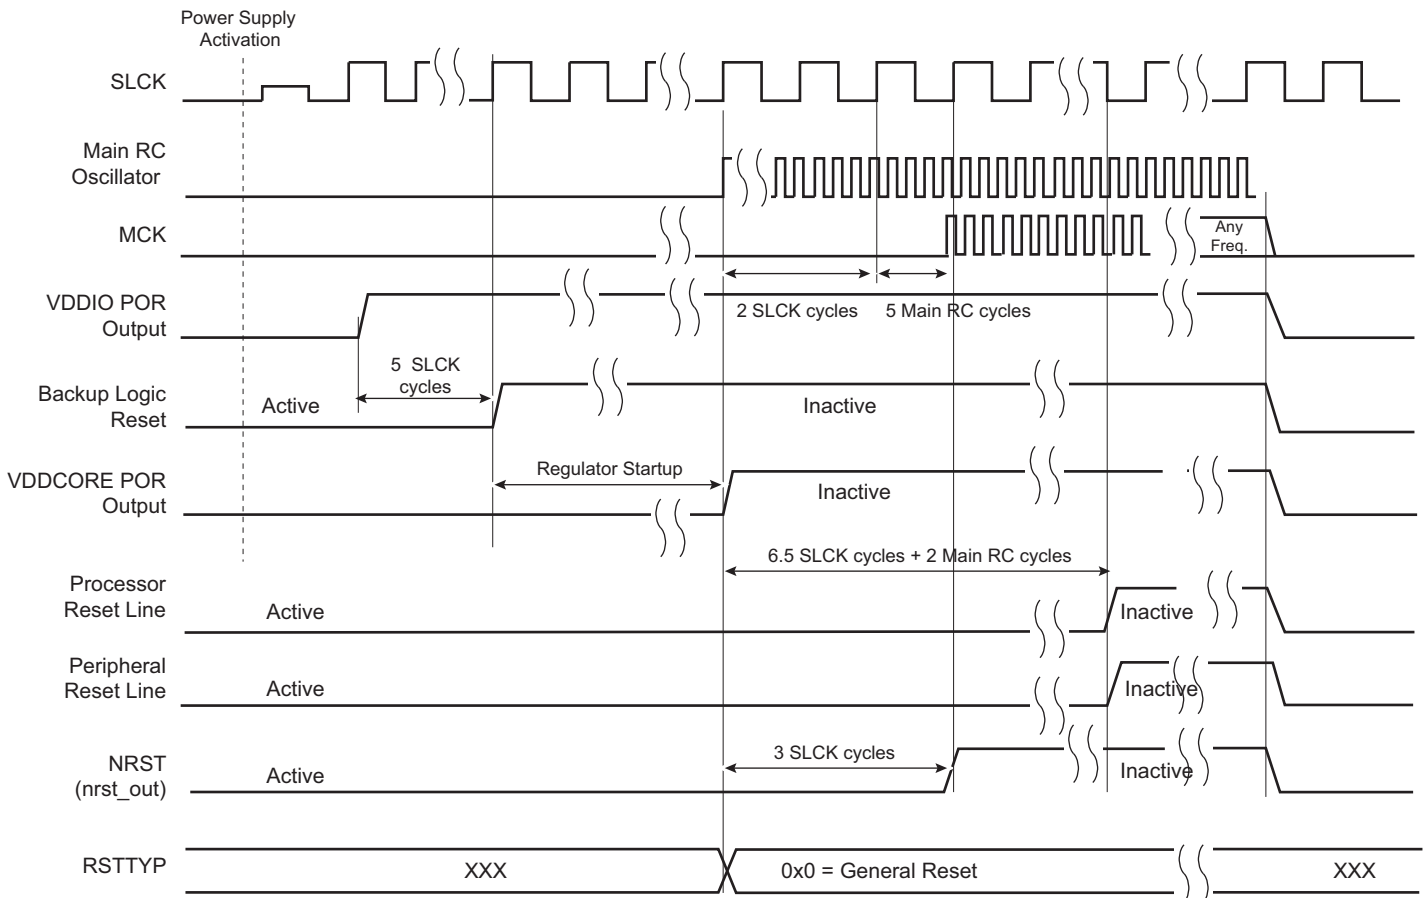 Power Supply
Activation
SLCK
Main RC
Oscillator
MCK
Any
Freq.
2 SLCK cycles
5 Main RC cycles
VDDIO POR
Output
5 SLCK
cycles
Backup Logic
Reset
Active
Inactive
Regulator Startup
VDDCORE POR
Output
Inactive
6.5 SLCK cycles + 2 Main RC cycles
Processor
Reset Line
Active
Inactive
Peripheral
Reset Line
Active
Inactive
3 SLCK cycles
NRST
(nrst_out)
Active
Inactive
RSTTYP
XXX
0x0 = General Reset
XXX